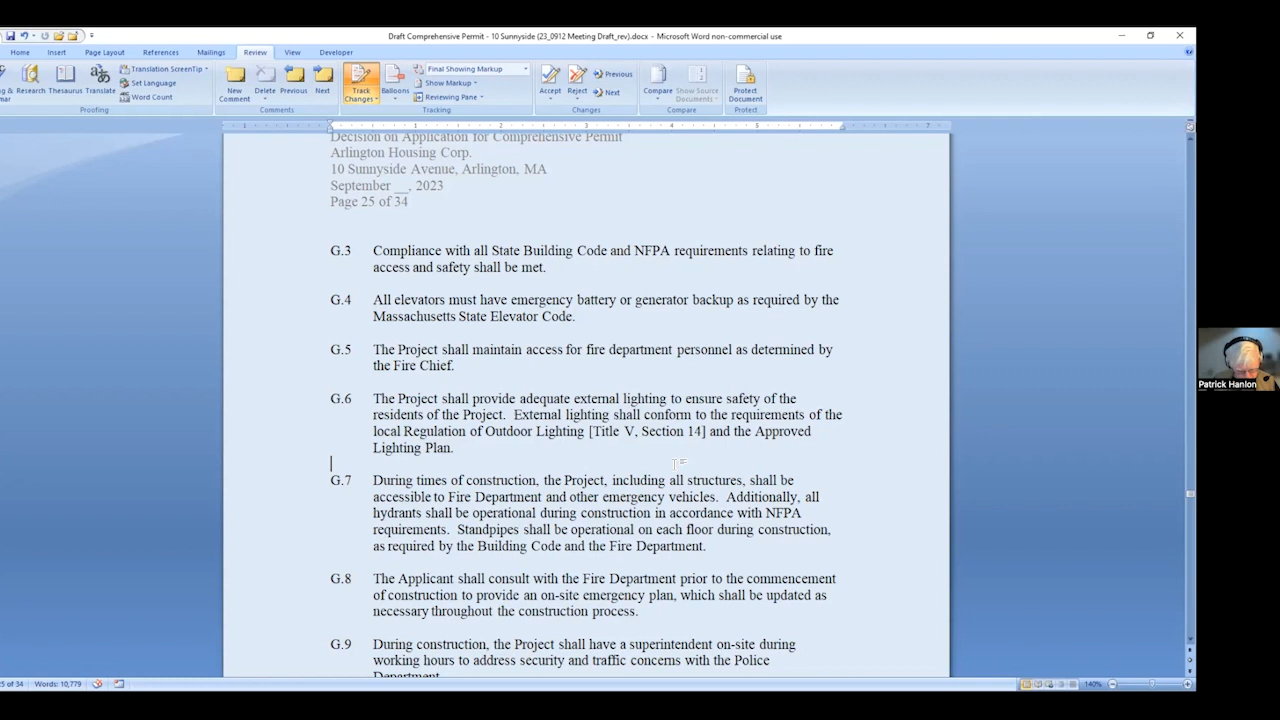 Draft Comprehensive Permit - 10 Sunnyside (23_0912 Meeting Draft_rev).docx - Microsoft Word non-commercial use
Home Insert Page Layout References Mailings Review View Developer
Research Thesaurus Translate
Translation ScreenTip
Set Language
Word Count
New Comment Delete Previous Next
Comments
Track Changes Balloons
Final Showing Markup
Show Markup
Reviewing Pane
Tracking
Accept Reject
Previous
Next
Changes
Compare Show Source Documents
Compare
Protect Document
Protect
Decision on Application for Comprehensive Permit
Arlington Housing Corp.
10 Sunnyside Avenue, Arlington, MA
September __, 2023
Page 25 of 34
G.3 Compliance with all State Building Code and NFPA requirements relating to fire
access and safety shall be met.
G.4 All elevators must have emergency battery or generator backup as required by the
Massachusetts State Elevator Code.
G.5 The Project shall maintain access for fire department personnel as determined by
the Fire Chief.
G.6 The Project shall provide adequate external lighting to ensure safety of the
residents of the Project. External lighting shall conform to the requirements of the
local Regulation of Outdoor Lighting [Title V, Section 14] and the Approved
Lighting Plan.
G.7 During times of construction, the Project, including all structures, shall be
accessible to Fire Department and other emergency vehicles. Additionally, all
hydrants shall be operational during construction in accordance with NFPA
requirements. Standpipes shall be operational on each floor during construction,
as required by the Building Code and the Fire Department.
G.8 The Applicant shall consult with the Fire Department prior to the commencement
of construction to provide an on-site emergency plan, which shall be updated as
necessary throughout the construction process.
G.9 During construction, the Project shall have a superintendent on-site during
working hours to address security and traffic concerns with the Police
Department.
Patrick Hanlon
25 of 34 Words: 10,779
140%